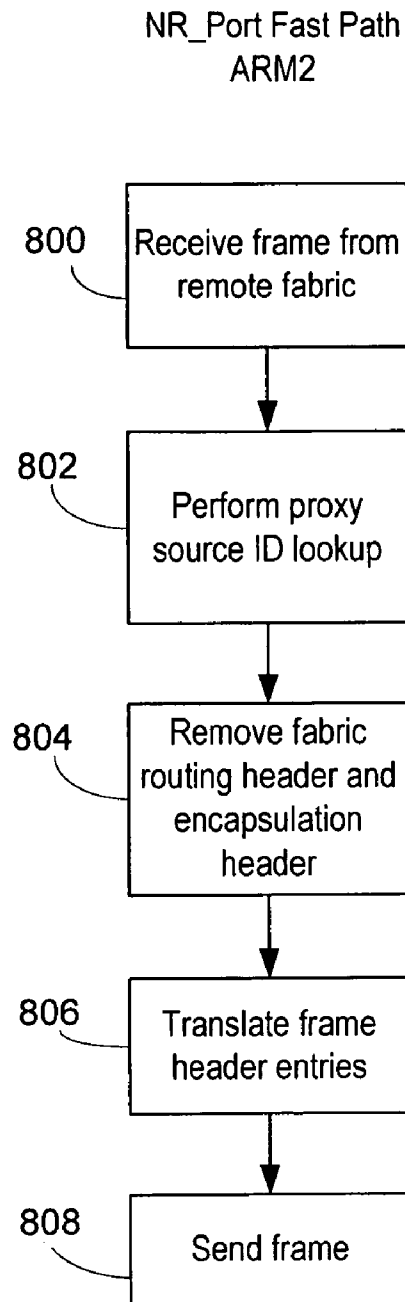 NR_Port Fast Path
ARM2
800
Receive frame from
remote fabric
802
Perform proxy
source ID lookup
804
Remove fabric
routing header and
encapsulation
header
806
Translate frame
header entries
808
Send frame